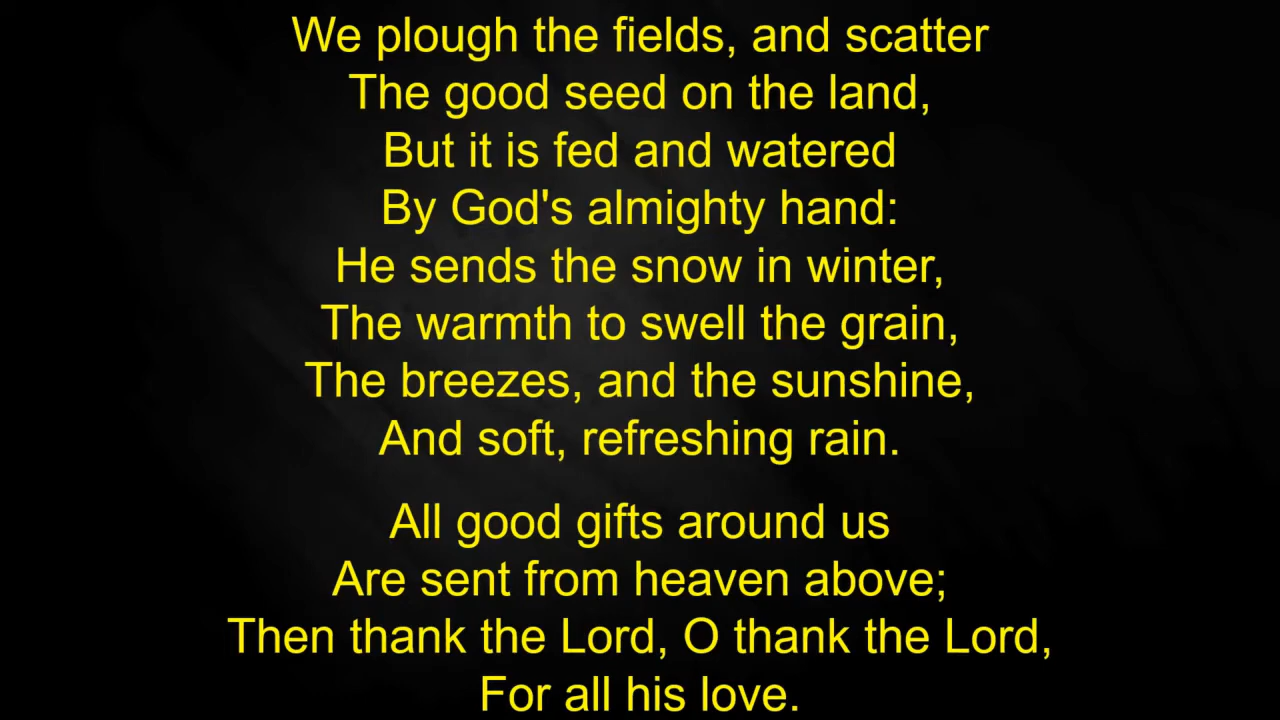 We plough the fields, and scatter
The good seed on the land,
But it is fed and watered
By God's almighty hand:
He sends the snow in winter,
The warmth to swell the grain,
The breezes, and the sunshine,
And soft, refreshing rain.
All good gifts around us
Are sent from heaven above;
Then thank the Lord, O thank the Lord,
For all his love.